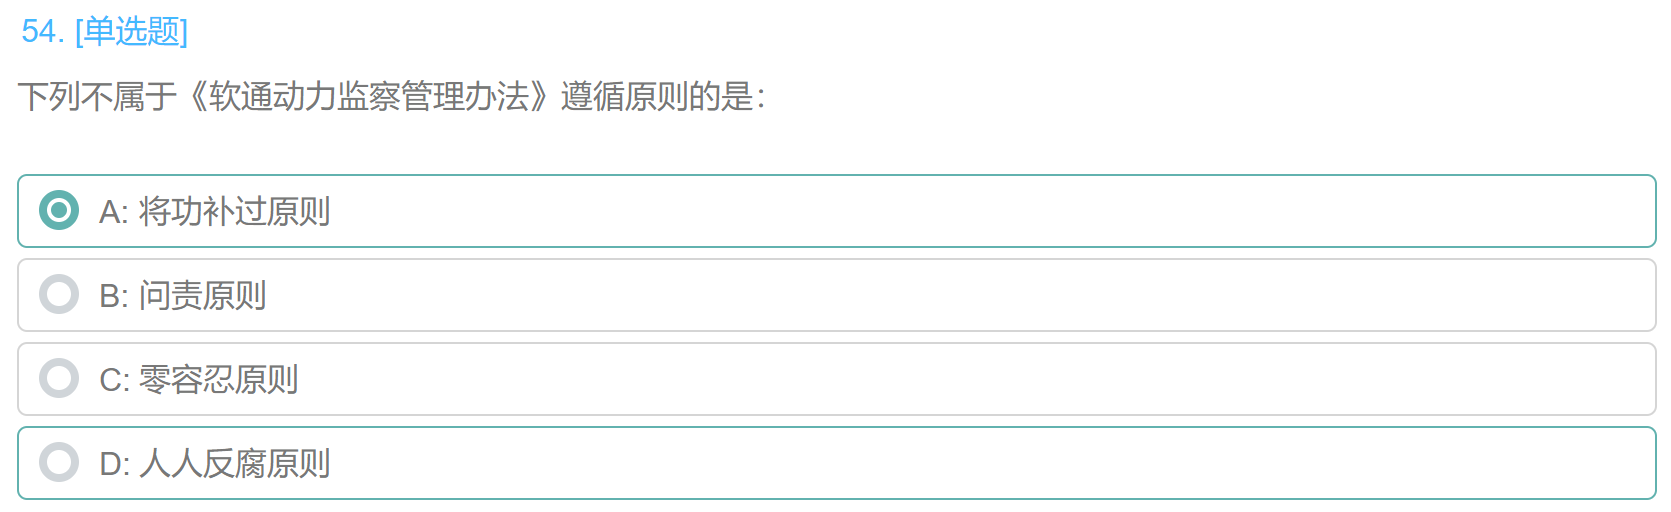 54. [单选题]
下列不属于《软通动力监察管理办法》遵循原则的是：
A: 将功补过原则
B: 问责原则
C: 零容忍原则
D: 人人反腐原则